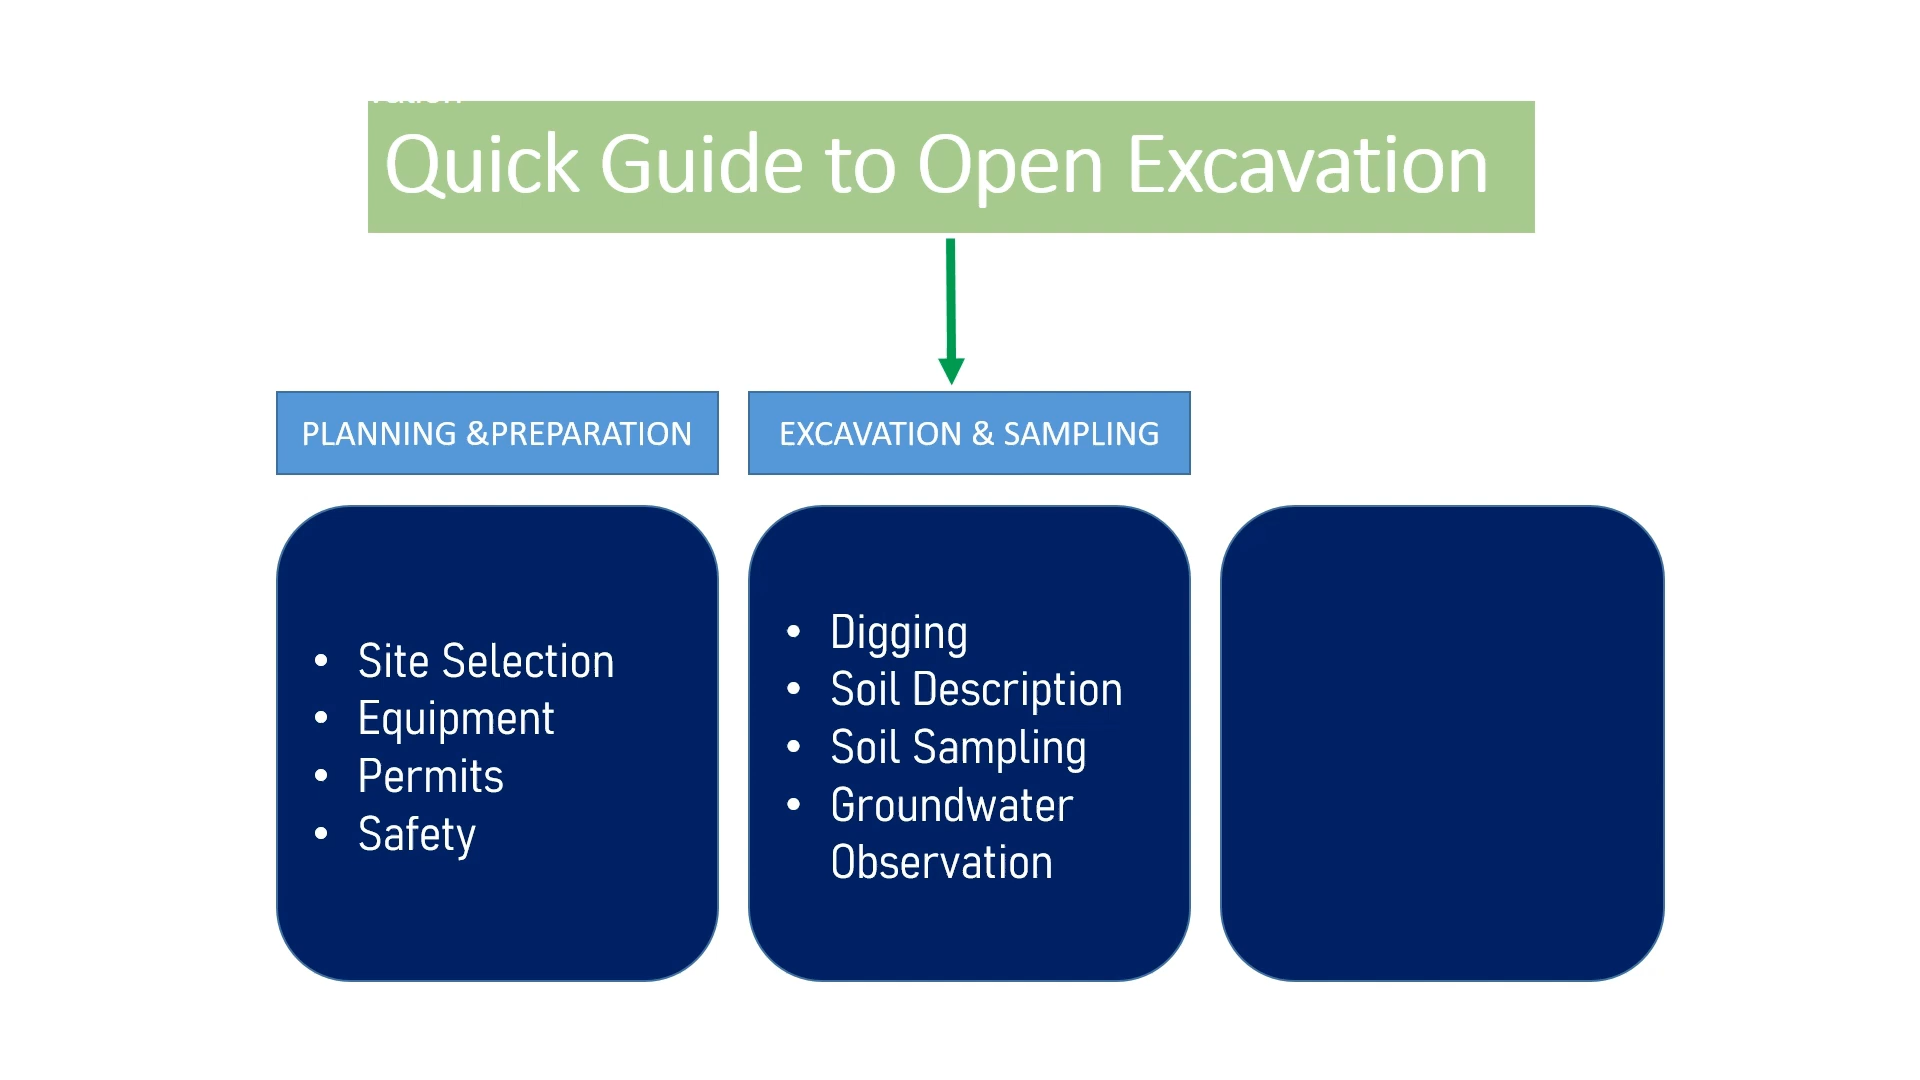 Quick Guide to Open Excavation
PLANNING &PREPARATION
EXCAVATION & SAMPLING
• Site Selection
• Equipment
• Permits
• Safety
• Digging
• Soil Description
• Soil Sampling
• Groundwater
Observation